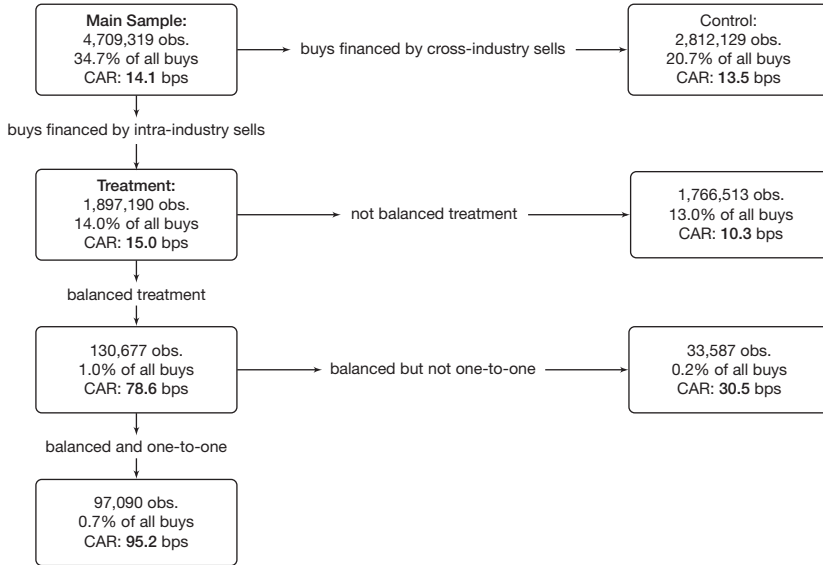 Main Sample:
4,709,319 obs.
34.7% of all buys
CAR: 14.1 bps
buys financed by cross-industry sells
Control:
2,812,129 obs.
20.7% of all buys
CAR: 13.5 bps
buys financed by intra-industry sells
Treatment:
1,897,190 obs.
14.0% of all buys
CAR: 15.0 bps
not balanced treatment
1,766,513 obs.
13.0% of all buys
CAR: 10.3 bps
balanced treatment
130,677 obs.
1.0% of all buys
CAR: 78.6 bps
balanced but not one-to-one
33,587 obs.
0.2% of all buys
CAR: 30.5 bps
balanced and one-to-one
97,090 obs.
0.7% of all buys
CAR: 95.2 bps